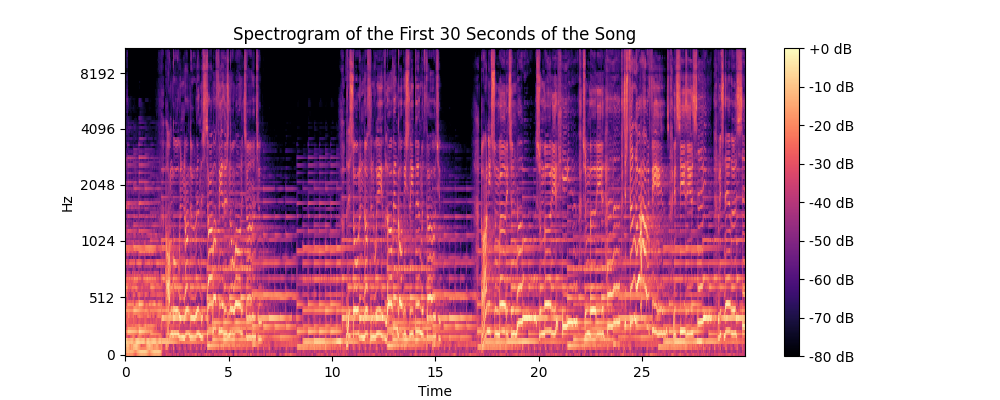 Spectrogram of the First 30 Seconds of the Song
Hz
8192
4096
2048
1024
512
0
0 5 10 15 20 25
Time
+0 dB
-10 dB
-20 dB
-30 dB
-40 dB
-50 dB
-60 dB
-70 dB
-80 dB